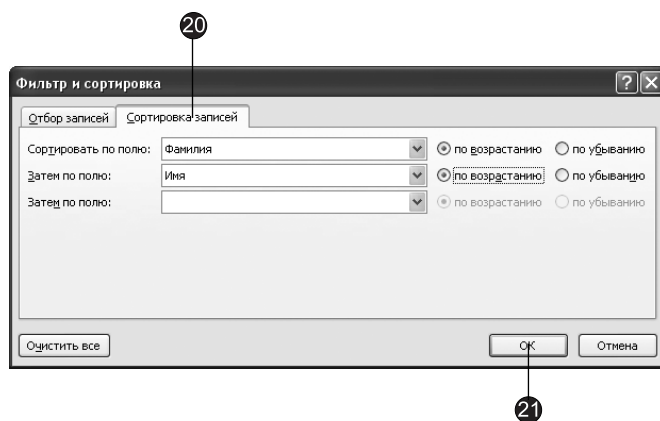 20
Фильтр и сортировка
Отбор записей Сортировка записей
Сортировать по полю: Фамилия по возрастанию по убыванию
Затем по полю: Имя по возрастанию по убыванию
Затем по полю: по возрастанию по убыванию
Очистить все ОК Отмена
21